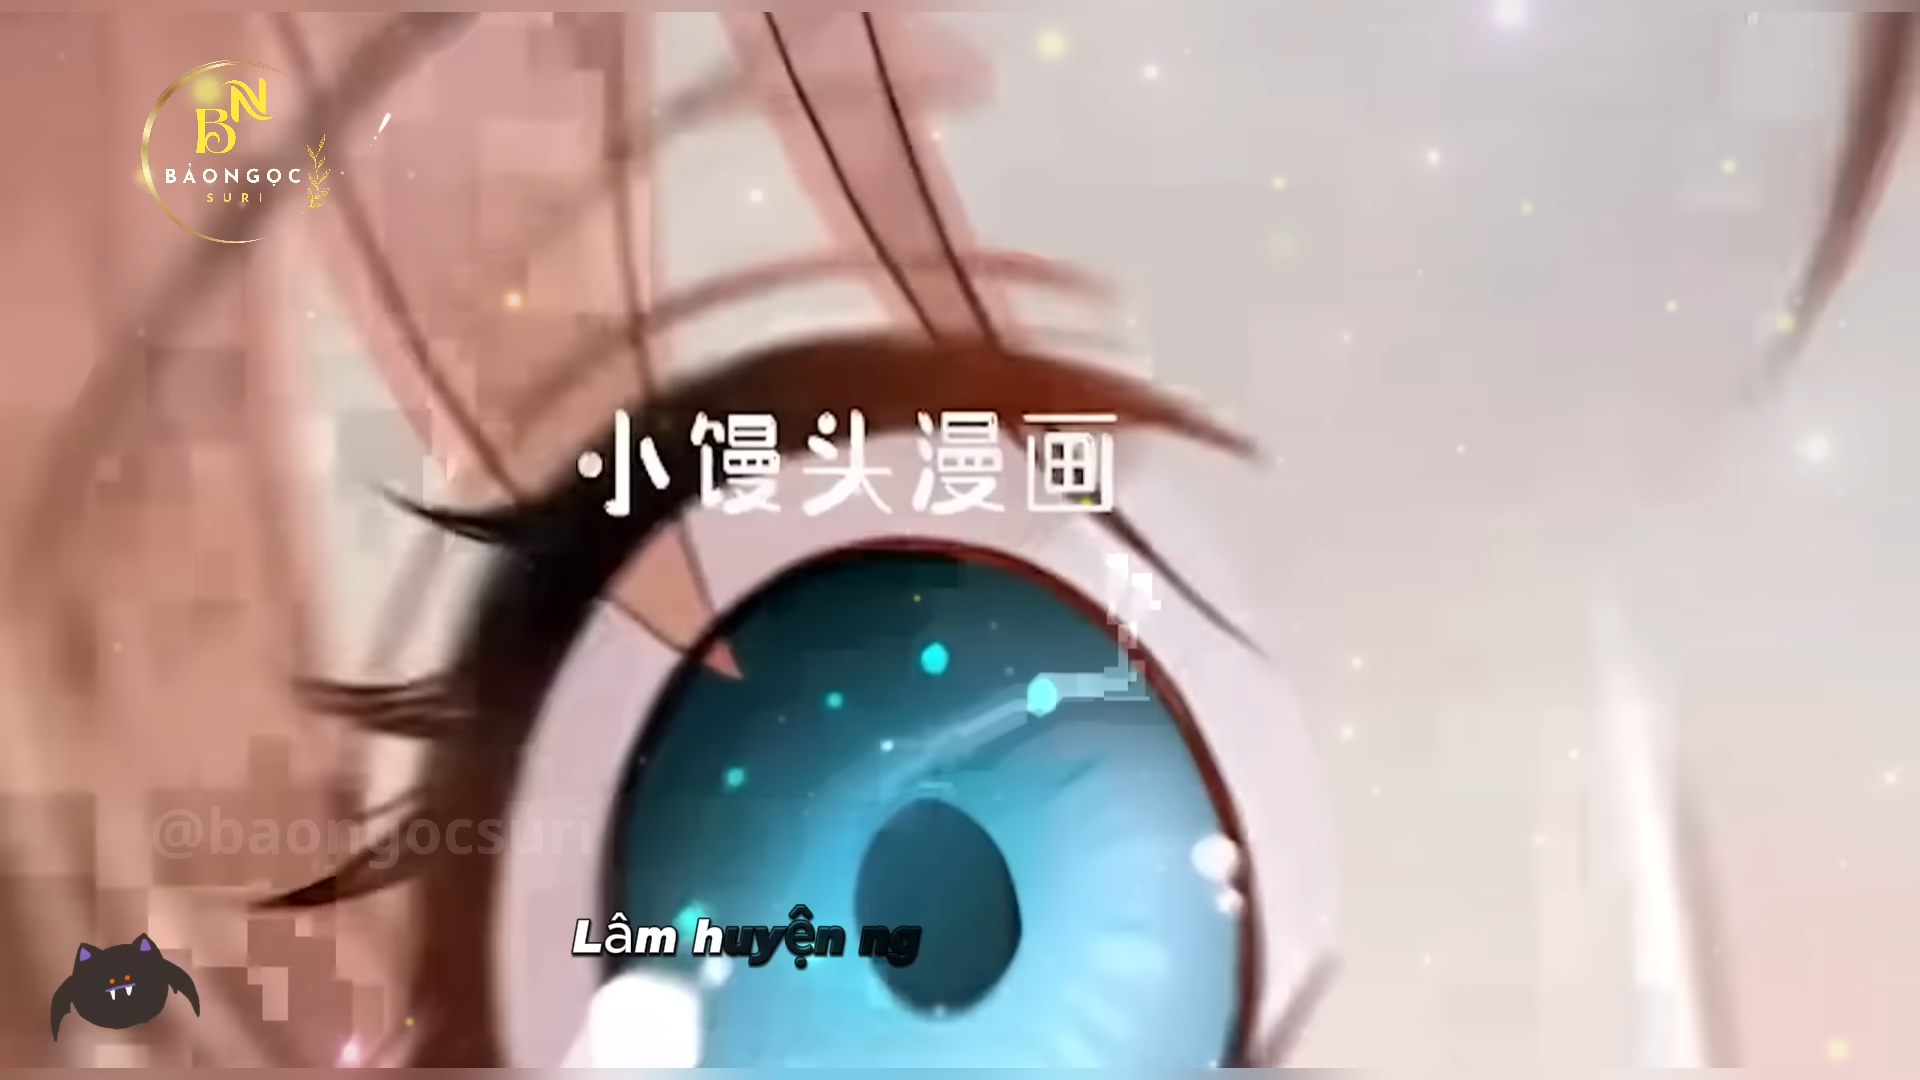 BN
BẢONGỌC
SURI
小馒头漫画
@baongocsuri
Lâm huyện ng